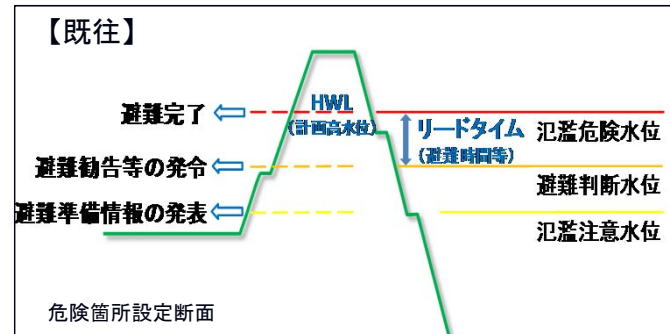 【既往】
避難完了
HWL
(計画高水位)
リードタイム
(避難時間等)
氾濫危険水位
避難勧告等の発令
避難判断水位
避難準備情報の発表
氾濫注意水位
危険箇所設定断面